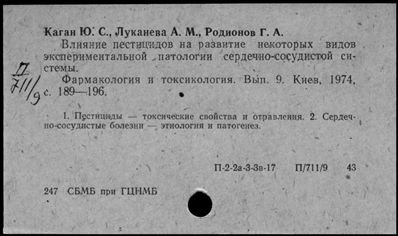 Каган Ю. С., Луканева А. М., Родионов Г. А.
Влияние пестицидов на развитие некоторых видов
экспериментальной патологии сердечно-сосудистой си-
стемы.
Фармакология и токсикология. Вып. 9. Киев, 1974,
с. 189—196.
П
711/9
1. Пестициды — токсические свойства и отравления. 2. Сердеч-
но-сосудистые болезни — этиология и патогенез.
П-2-2а-3-3в-17 П/711/9 43
247 СБМБ при ГЦНМБ